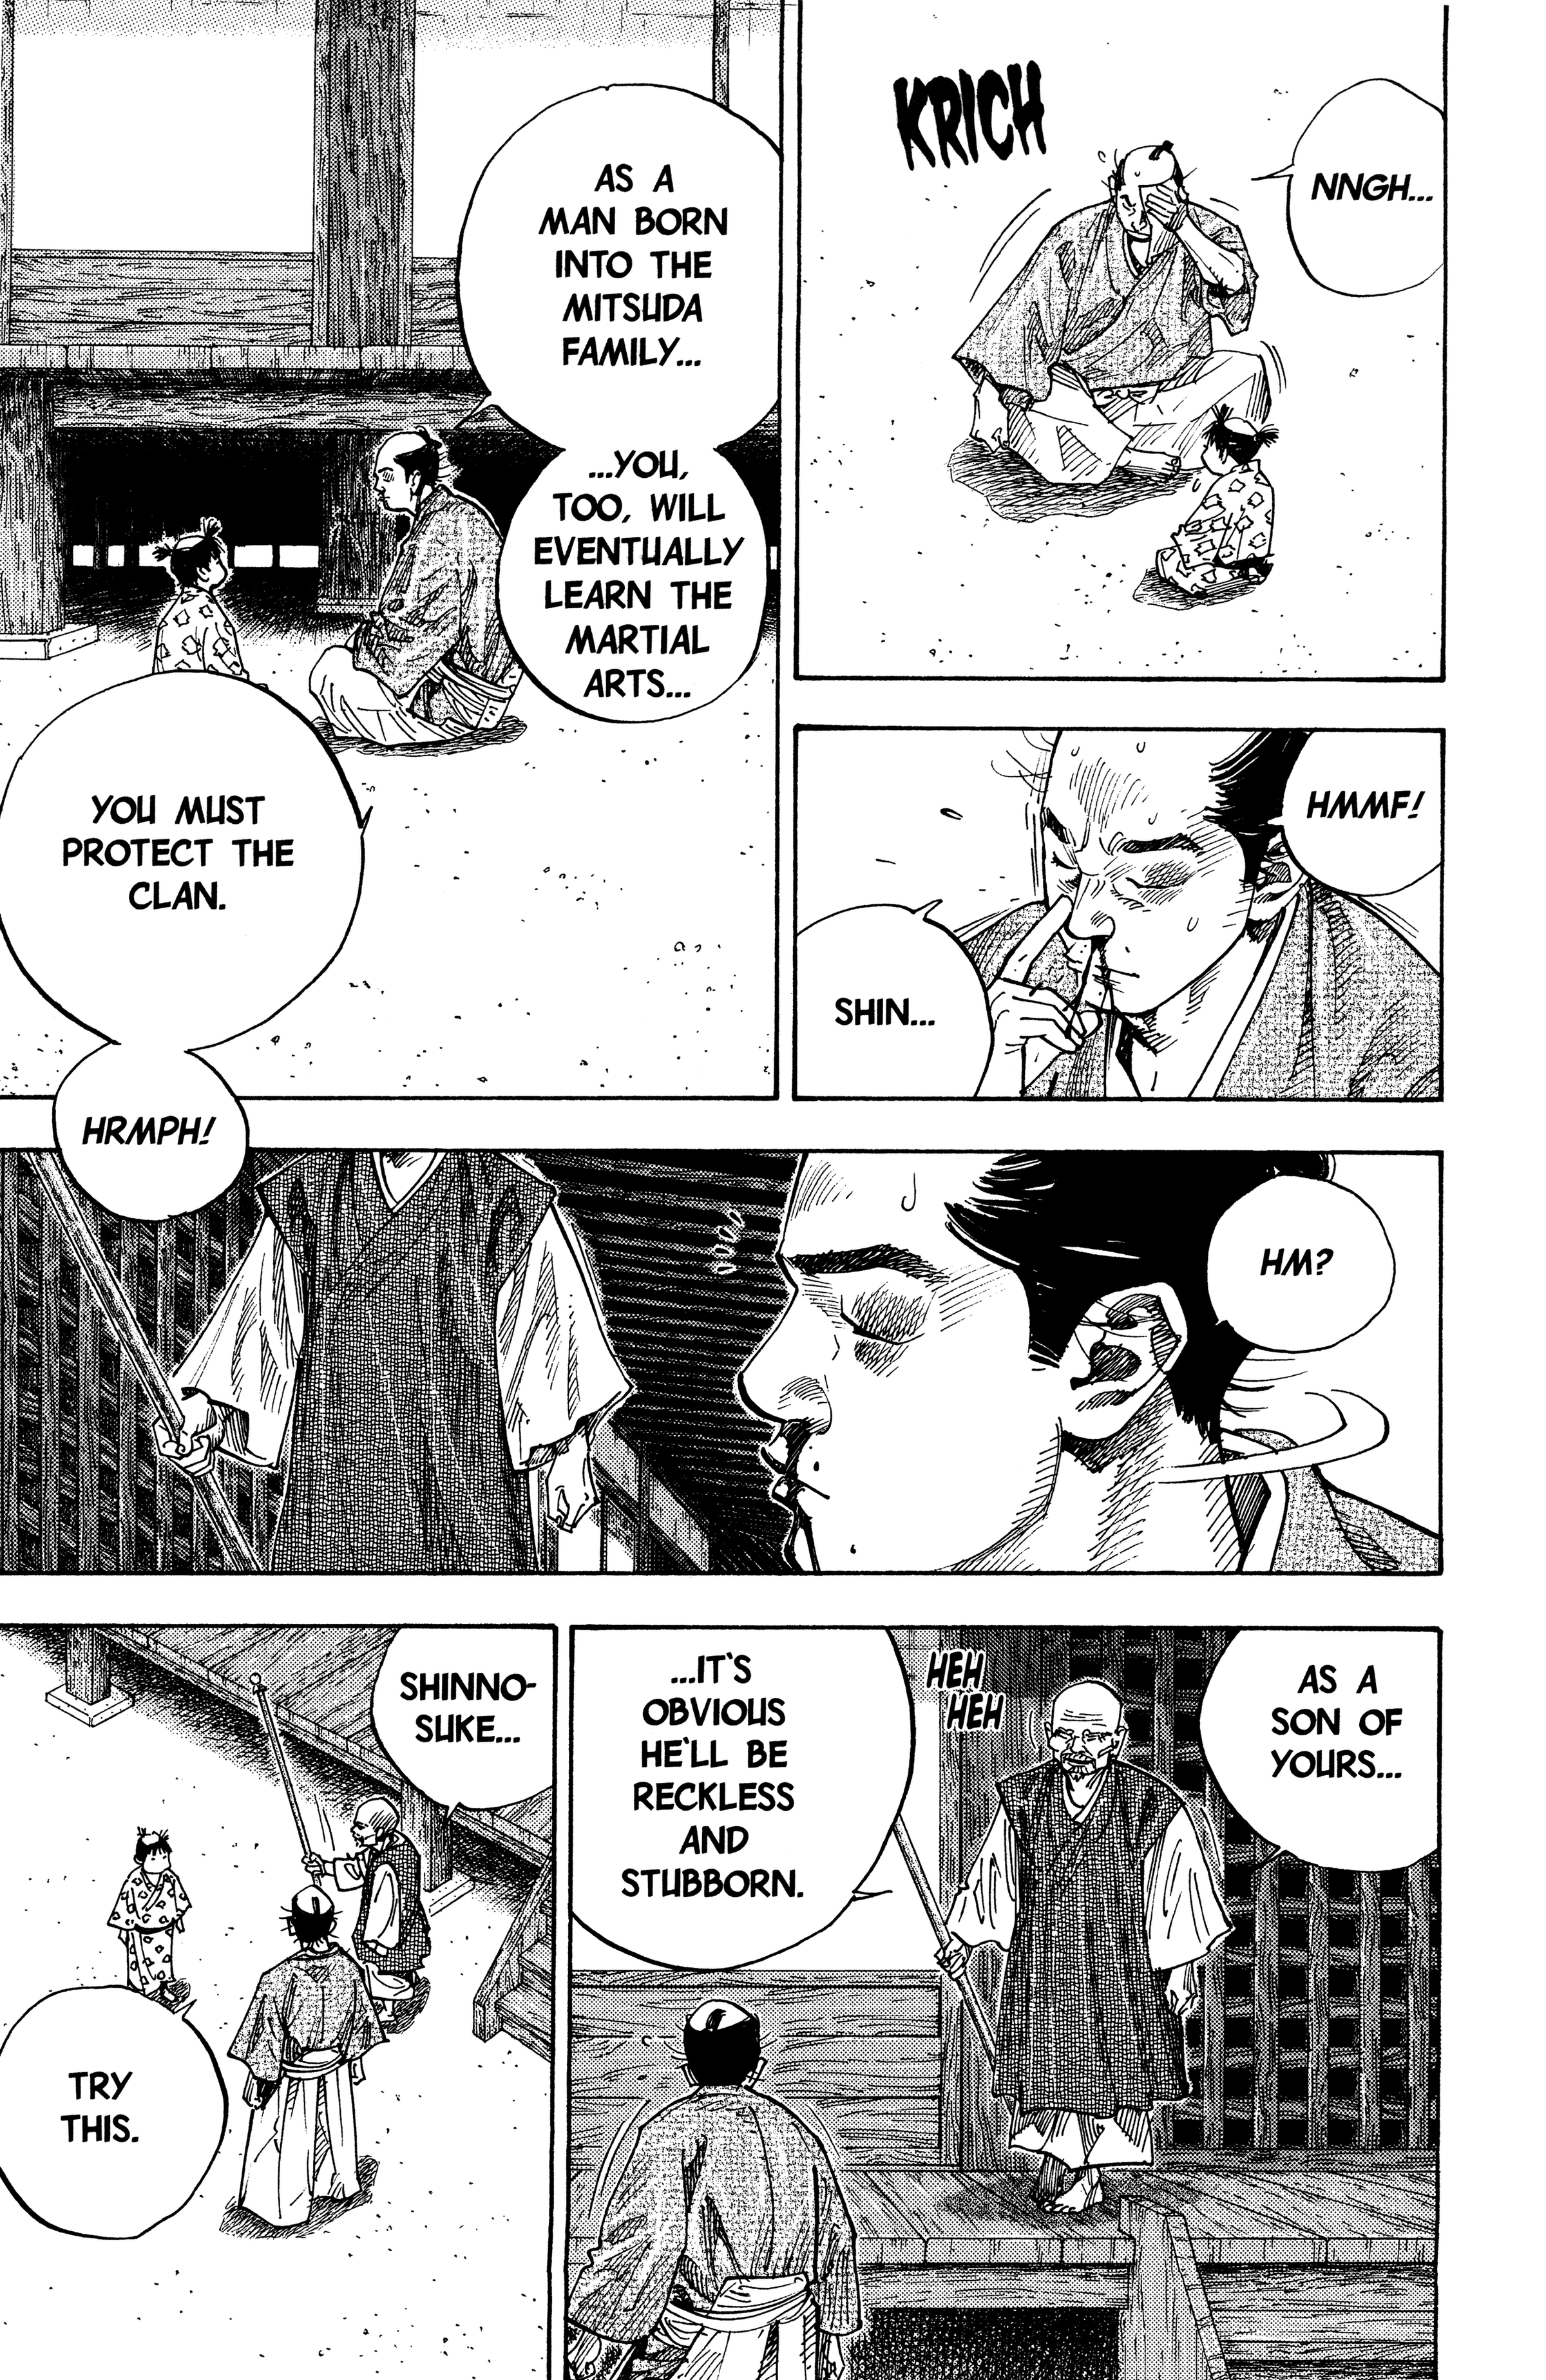 NNGH...
KRICH
HMMF!
SHIN...
AS A
MAN BORN
INTO THE
MITSUDA
FAMILY...
...YOU,
TOO, WILL
EVENTUALLY
LEARN THE
MARTIAL
ARTS...
YOU MUST
PROTECT THE
CLAN.
HRMPH!
HM?
AS A
SON OF
YOURS...
HEH
HEH
...IT'S
OBVIOUS
HE'LL BE
RECKLESS
AND
STUBBORN.
SHINNO-
SUKE...
TRY
THIS.